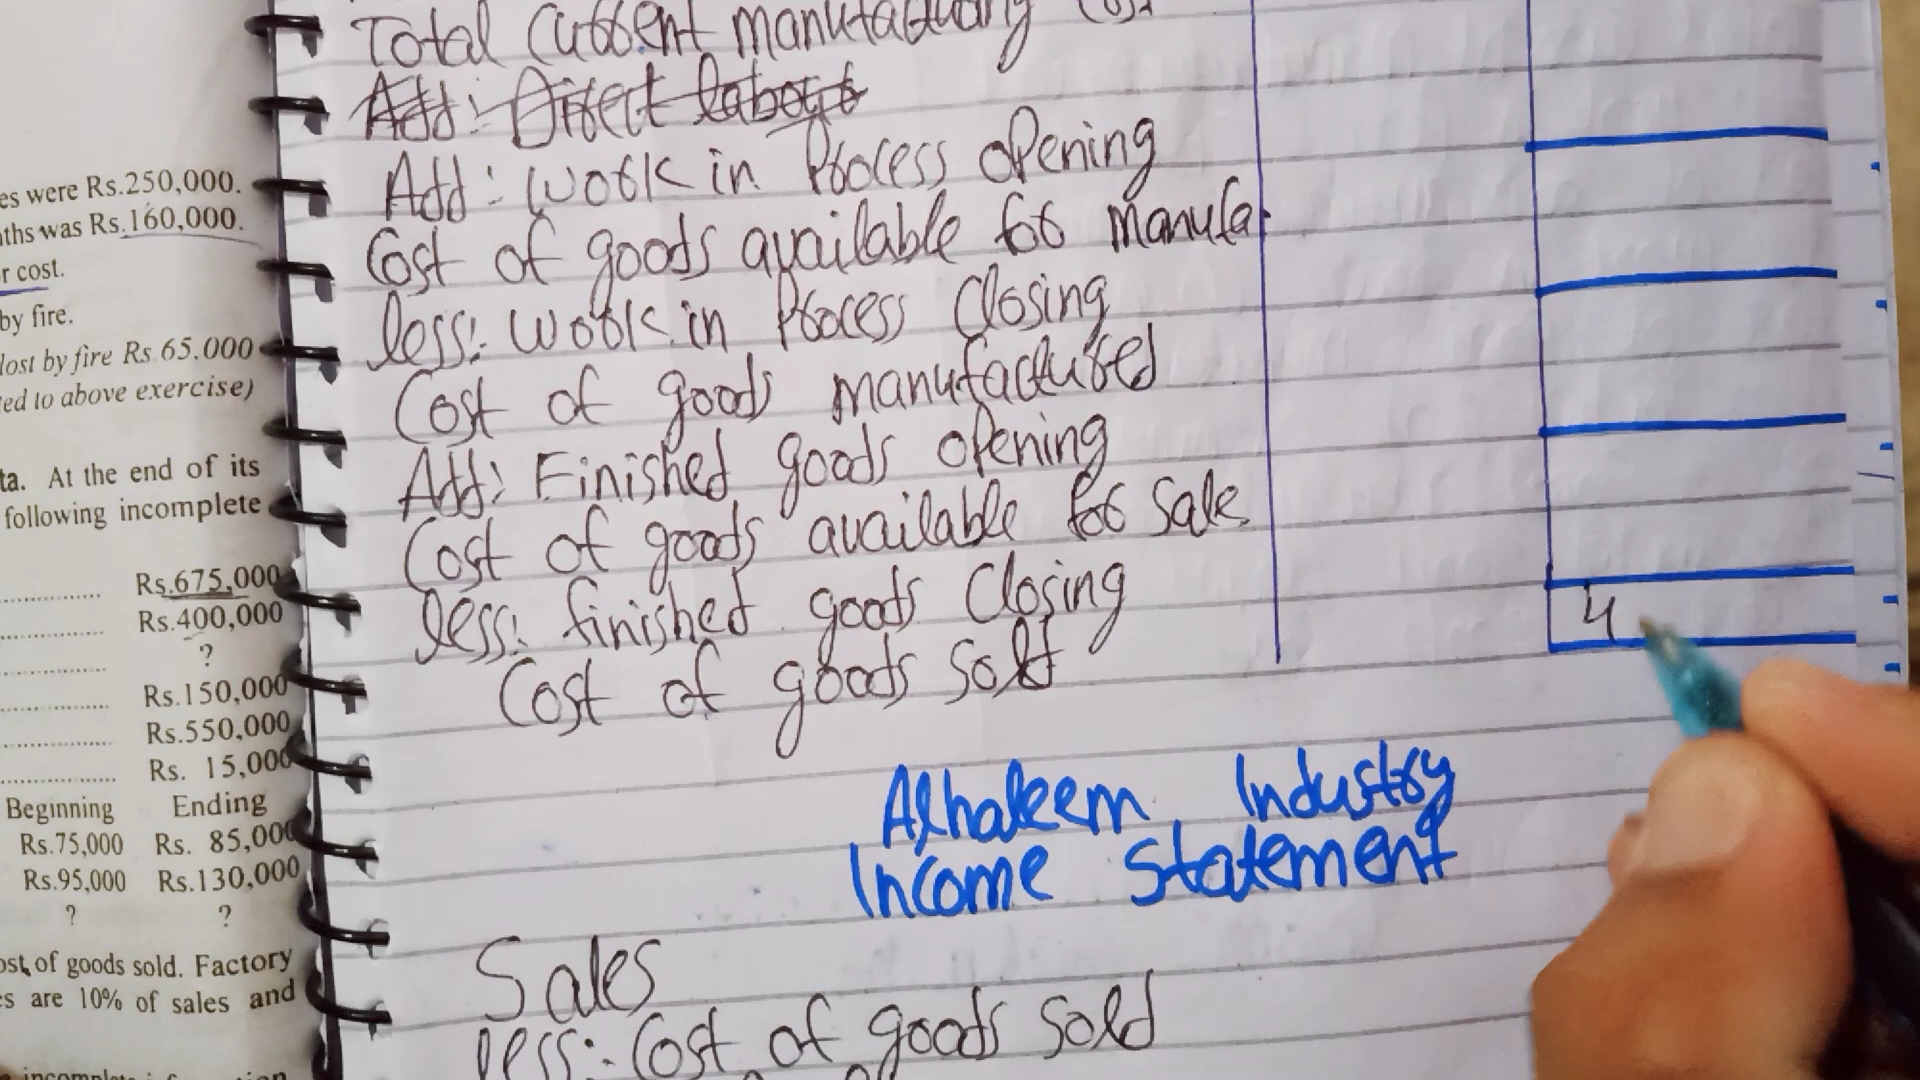 es were Rs.250,000.
ths was Rs.160,000.
r cost.
by fire.
lost by fire Rs 65.000
ed to above exercise)
ta. At the end of its
following incomplete
Rs.675,000
Rs.400,000
?
Rs.150,000
Rs.550,000
Rs. 15,000
Beginning Ending
Rs.75,000 Rs. 85,000
Rs.95,000 Rs.130,000
? ?
ost of goods sold. Factory
es are 10% of sales and
Total Current manufacturing
Add: Direct labour
Add: Work in Process opening
Cost of goods available for manufa.
less: Work in Process Closing
Cost of goods manufactured
Add: Finished goods opening
Cost of goods available for Sale
less: finished goods Closing
Cost of goods Sold
4
Alhaleem Industry
Income Statement
Sales
less:- Cost of goods Sold